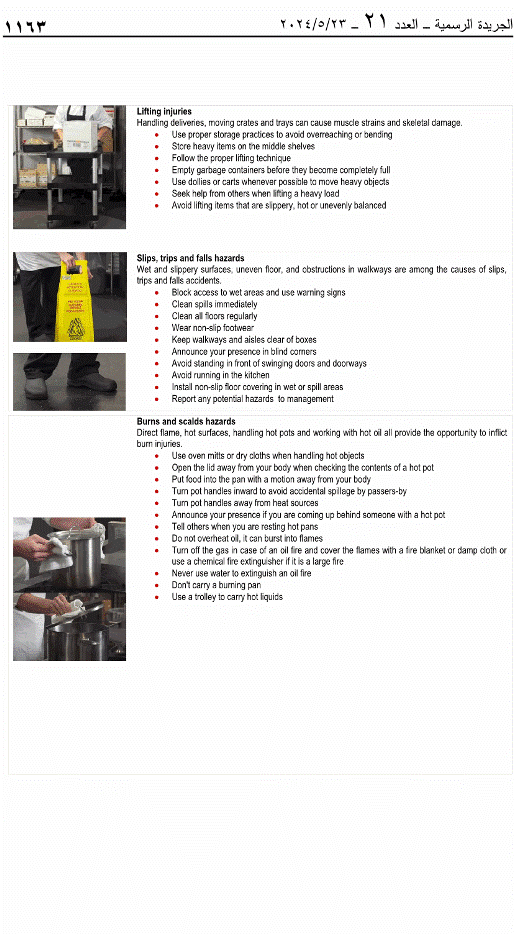 الجريدة الرسمية ــ العدد ٢١ ــ ٢٠٢٤/٥/٢٣
١١٦٣
Lifting injuries
Handling deliveries, moving crates and trays can cause muscle strains and skeletal damage.
• Use proper storage practices to avoid overreaching or bending
• Store heavy items on the middle shelves
• Follow the proper lifting technique
• Empty garbage containers before they become completely full
• Use dollies or carts whenever possible to move heavy objects
• Seek help from others when lifting a heavy load
• Avoid lifting items that are slippery, hot or unevenly balanced
Slips, trips and falls hazards
Wet and slippery surfaces, uneven floor, and obstructions in walkways are among the causes of slips,
trips and falls accidents.
• Block access to wet areas and use warning signs
• Clean spills immediately
• Clean all floors regularly
• Wear non-slip footwear
• Keep walkways and aisles clear of boxes
• Announce your presence in blind corners
• Avoid standing in front of swinging doors and doorways
• Avoid running in the kitchen
• Install non-slip floor covering in wet or spill areas
• Report any potential hazards to management
Burns and scalds hazards
Direct flame, hot surfaces, handling hot pots and working with hot oil all provide the opportunity to inflict
burn injuries.
• Use oven mitts or dry cloths when handling hot objects
• Open the lid away from your body when checking the contents of a hot pot
• Put food into the pan with a motion away from your body
• Turn pot handles inward to avoid accidental spillage by passers-by
• Turn pot handles away from heat sources
• Announce your presence if you are coming up behind someone with a hot pot
• Tell others when you are resting hot pans
• Do not overheat oil, it can burst into flames
• Turn off the gas in case of an oil fire and cover the flames with a fire blanket or damp cloth or
use a chemical fire extinguisher if it is a large fire
• Never use water to extinguish an oil fire
• Don't carry a burning pan
• Use a trolley to carry hot liquids